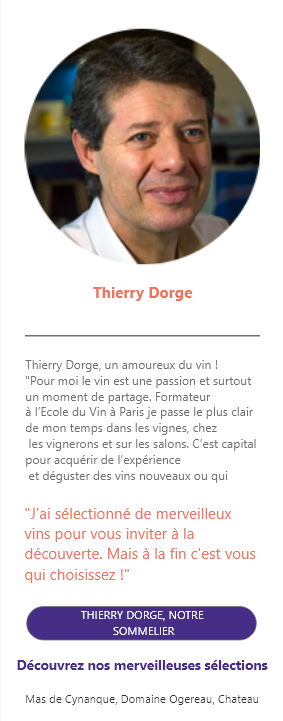 Thierry Dorge
Thierry Dorge, un amoureux du vin !
"Pour moi le vin est une passion et surtout
un moment de partage. Formateur
à l'Ecole du Vin à Paris je passe le plus clair
de mon temps dans les vignes, chez
les vignerons et sur les salons. C'est capital
pour acquérir de l'expérience
et déguster des vins nouveaux ou qui
"J'ai sélectionné de merveilleux
vins pour vous inviter à la
découverte. Mais à la fin c'est vous
qui choisissez !"
THIERRY DORGE, NOTRE
SOMMELIER
Découvrez nos merveilleuses sélections
Mas de Cynanque, Domaine Ogereau, Chateau